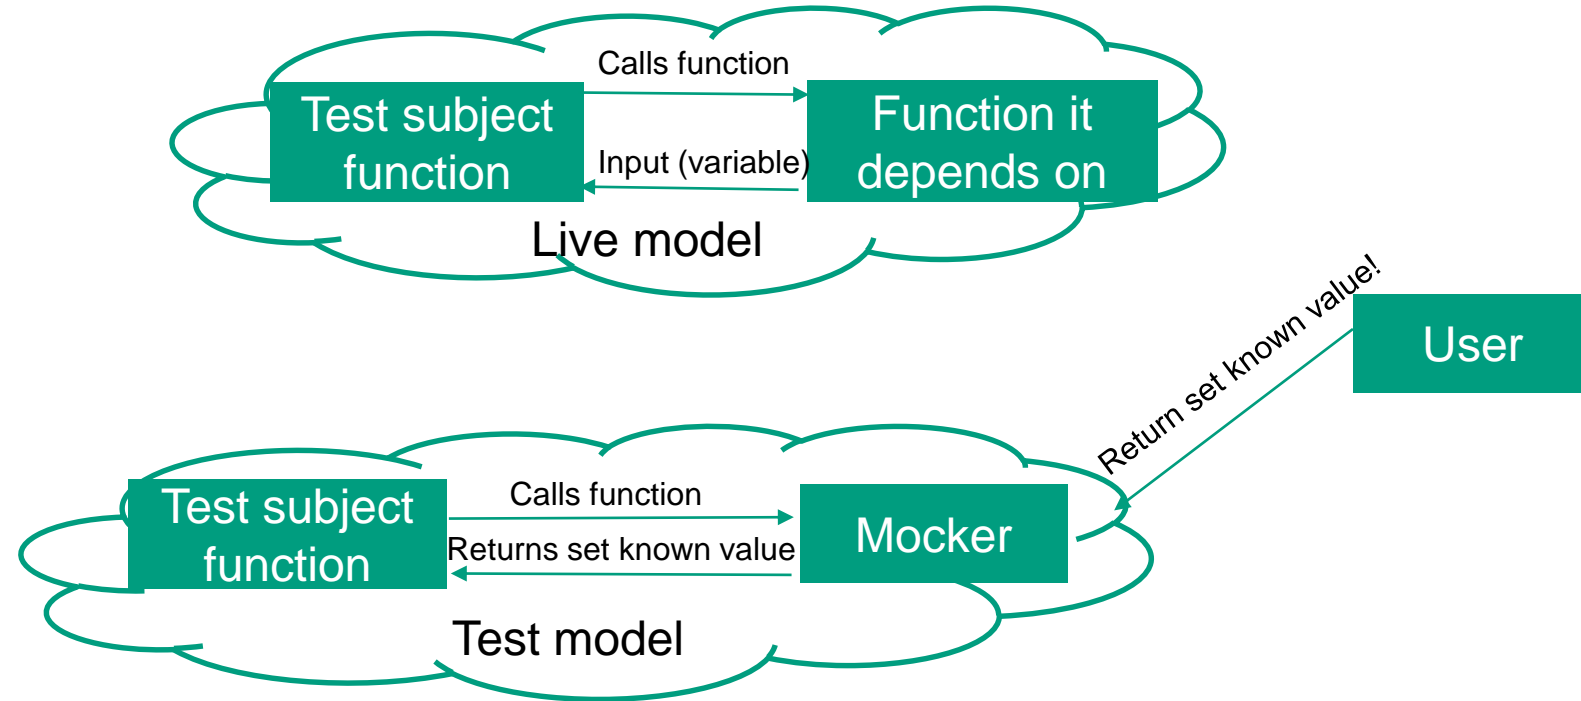 Calls function
Test subject
function
Function it
depends on
Input (variable)
Live model
Return set known value!
User
Test subject
function
Calls function
Returns set known value
Mocker
Test model